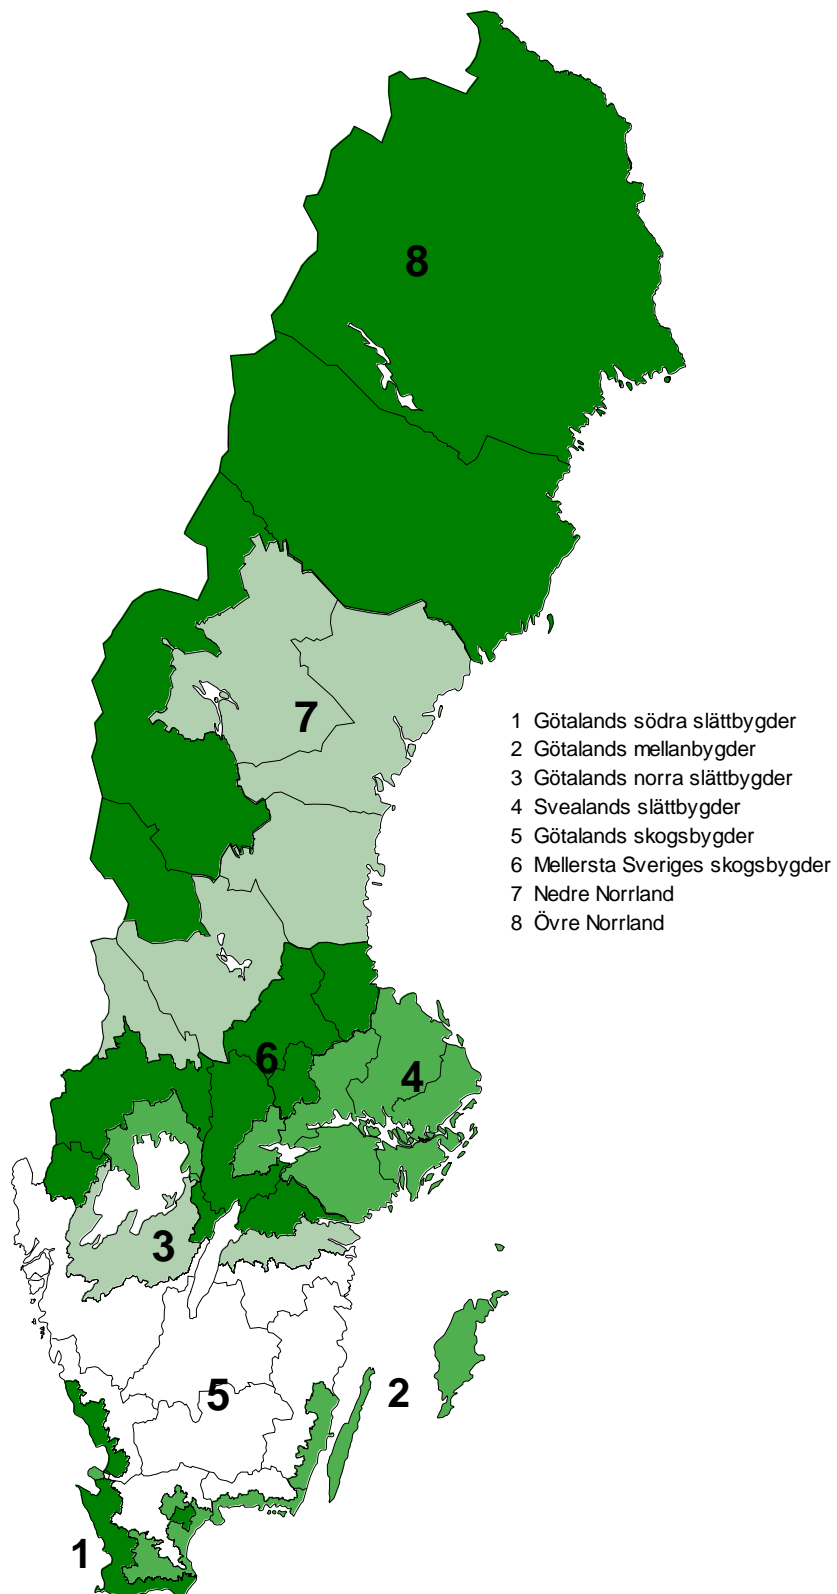 8
7
1 Götalands södra slättbygder
2 Götalands mellanbygder
3 Götalands norra slättbygder
4 Svealands slättbygder
5 Götalands skogsbygder
6 Mellersta Sveriges skogsbygder
7 Nedre Norrland
8 Övre Norrland
6
4
3
2
5
1